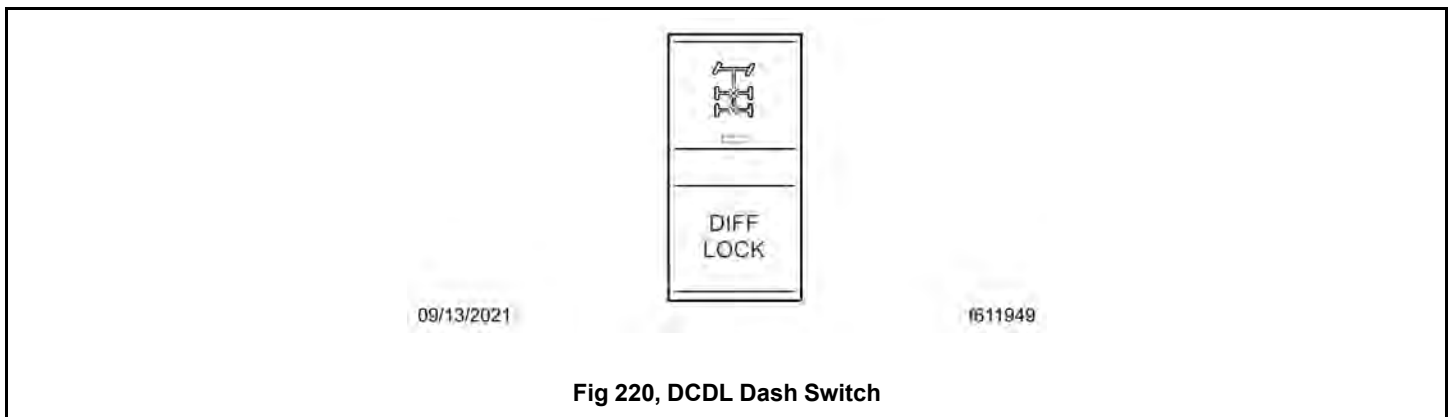 DIFF
LOCK
09/13/2021
f611949
Fig 220, DCDL Dash Switch